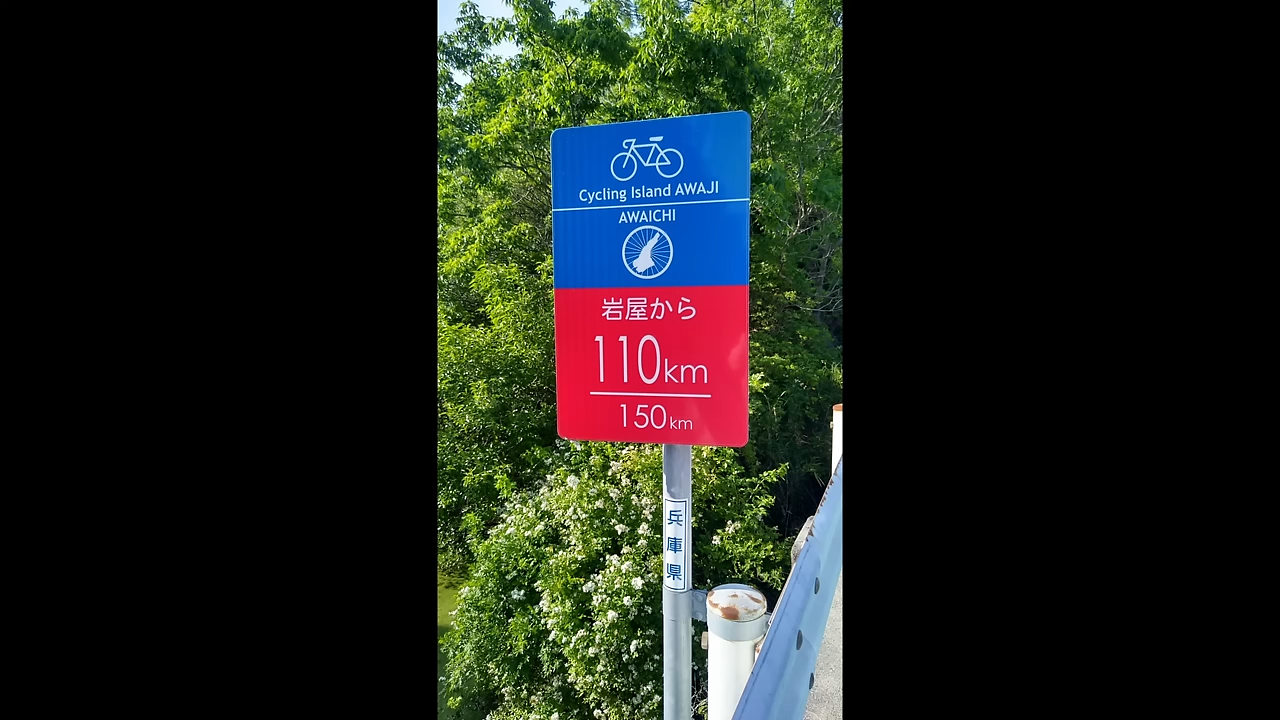 Cycling Island AWAJI
AWAICHI
岩屋から
110km
150km
兵庫県